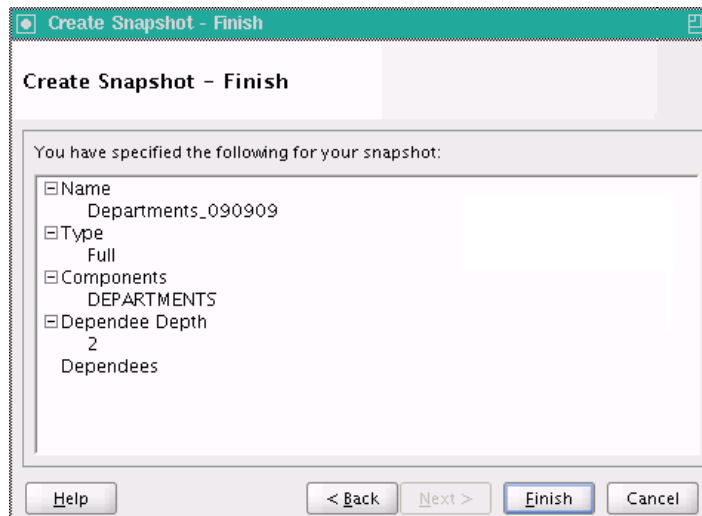 Create Snapshot - Finish
Create Snapshot - Finish
You have specified the following for your snapshot:
Name
Departments_090909
Type
Full
Components
DEPARTMENTS
Dependee Depth
2
Dependees
Help
< Back
Next >
Finish
Cancel